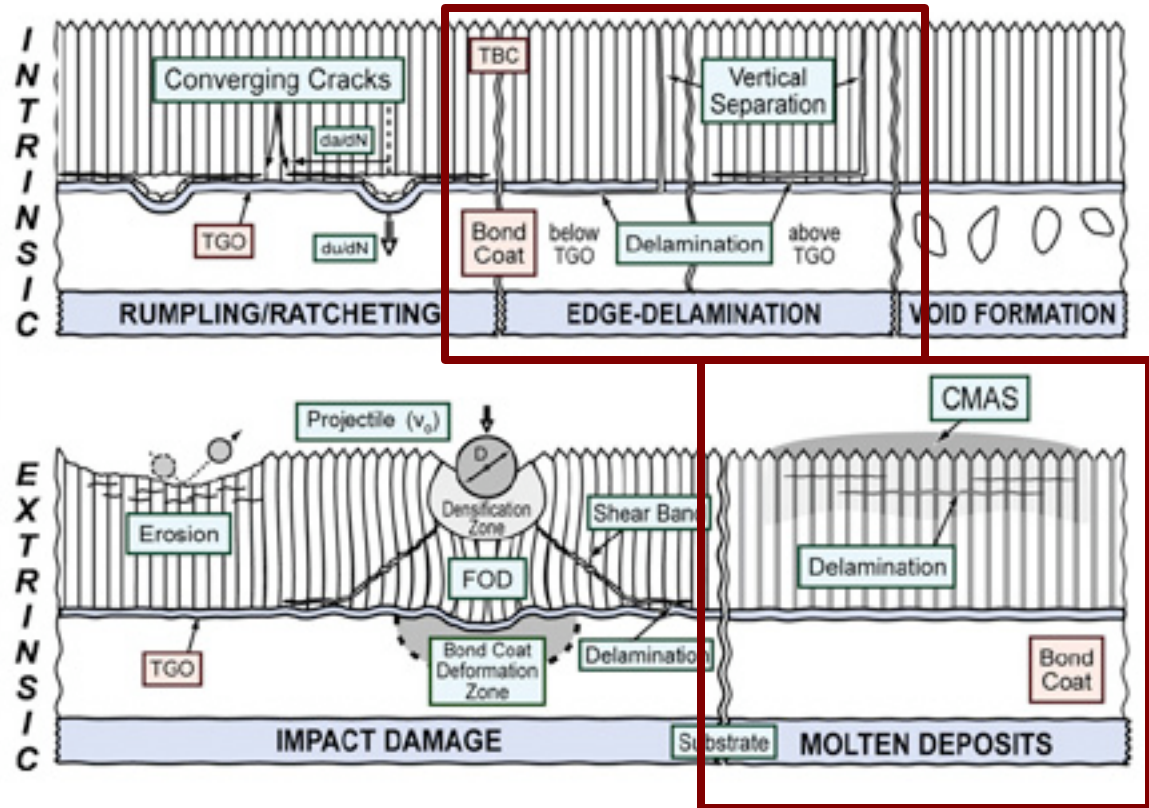 INTRINSIC
TBC
Converging Cracks
Vertical
Separation
da/dN
TGO
du/dN
Bond
Coat
below
TGO
Delamination
above
TGO
RUMPLING/RATCHETING
EDGE-DELAMINATION
VOID FORMATION
EXTRINSIC
Projectile (v₀)
CMAS
D
Densification
Zone
Shear Band
Erosion
FOD
Delamination
TGO
Bond Coat
Deformation
Zone
Delamination
Bond
Coat
IMPACT DAMAGE
Substrate
MOLTEN DEPOSITS